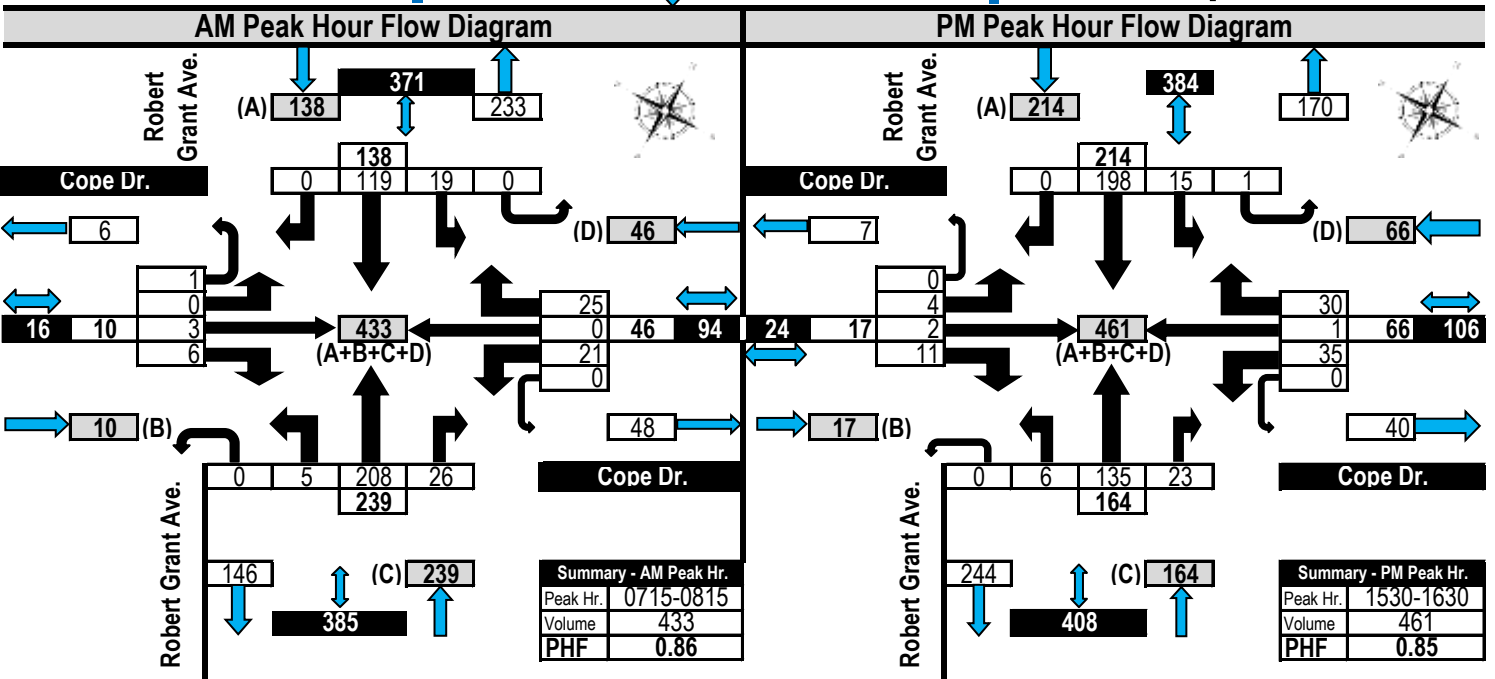 AM Peak Hour Flow Diagram
Robert
Grant Ave.
371
(A) 138
233
138
0 119 19 0
Cope Dr.
6
(D) 46
1
0
3
6
16 10
433
(A+B+C+D)
25
0
21
0
46 94
10 (B)
48
0 5 208 26
239
Cope Dr.
Robert Grant Ave.
146
(C) 239
385
Summary - AM Peak Hr.
Peak Hr. 0715-0815
Volume 433
PHF 0.86
PM Peak Hour Flow Diagram
Robert
Grant Ave.
384
(A) 214
170
214
0 198 15 1
Cope Dr.
7
(D) 66
0
4
2
11
24 17
461
(A+B+C+D)
30
1
35
0
66 106
17 (B)
40
0 6 135 23
164
Cope Dr.
Robert Grant Ave.
244
(C) 164
408
Summary - PM Peak Hr.
Peak Hr. 1530-1630
Volume 461
PHF 0.85